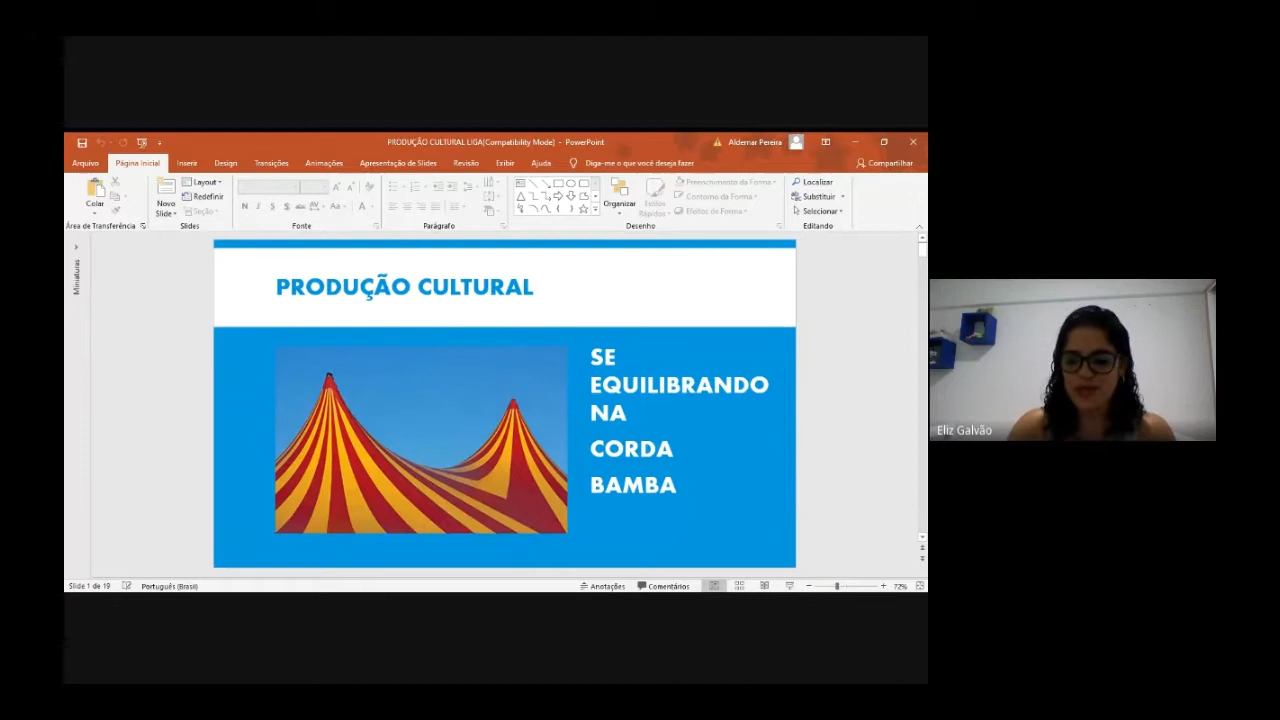 PRODUÇÃO CULTURAL LIGA(Compatibility Mode) - PowerPoint
Aldemar Pereira
Arquivo Página Inicial Inserir Design Transições Animações Apresentação de Slides Revisão Exibir Ajuda Diga-me o que você deseja fazer Compartilhar
Colar
Novo
Slide
Layout
Redefinir
Seção
N I S S abc AV Aa A
Organizar
Estilos
Rápidos
Preenchimento da Forma
Contorno da Forma
Efeitos de Forma
Localizar
Substituir
Selecionar
Área de Transferência Slides Fonte Parágrafo Desenho Editando
Miniaturas
PRODUÇÃO CULTURAL
SE
EQUILIBRANDO
NA
CORDA
BAMBA
Eliz Galvão
Slide 1 de 19 Português (Brasil) Anotações Comentários 72%